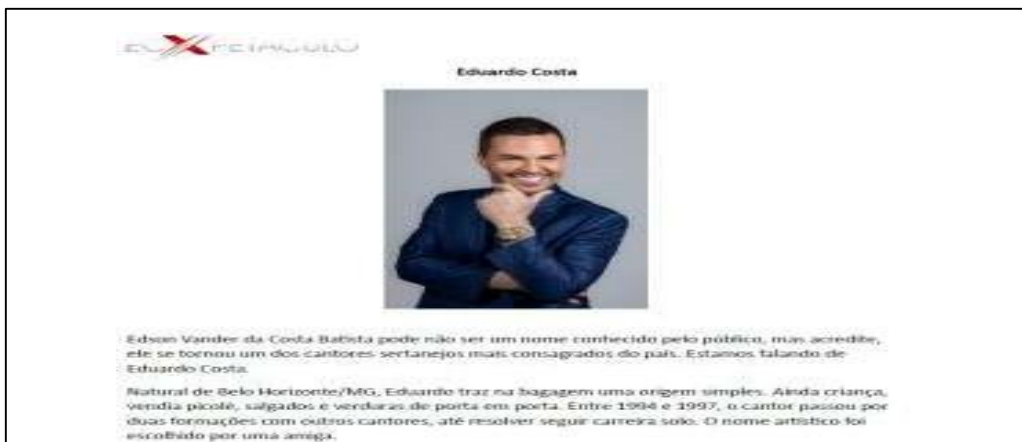 Eduardo Costa
Edson Vander da Costa Batista pode não ser um nome conhecido pelo público, mas acredite,
ele se tornou um dos cantores sertanejos mais consagrados do país. Estamos falando de
Eduardo Costa.
Natural de Belo Horizonte/MG, Eduardo traz na bagagem uma origem simples. Ainda criança,
vendia picolé, salgados e verduras de porta em porta. Entre 1994 e 1997, o cantor passou por
duas formações com outros cantores, até resolver seguir carreira solo. O nome artístico foi
escolhido por uma amiga.